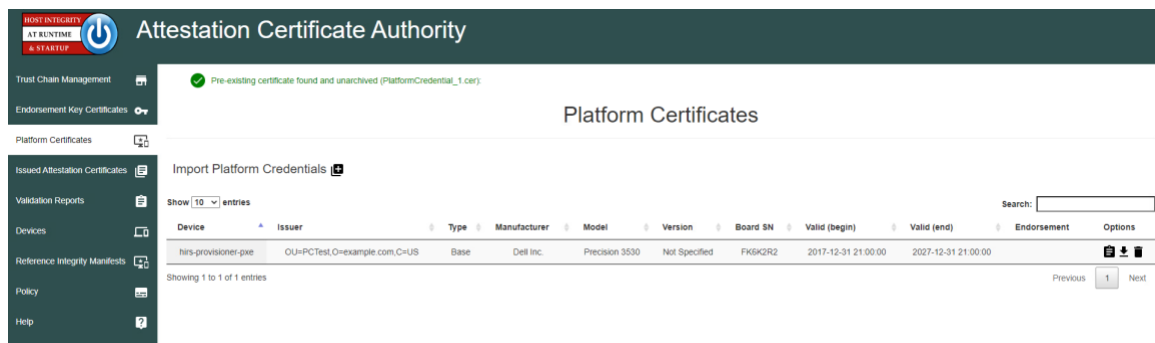 HOST INTEGRITY
AT RUNTIME
& STARTUP
Attestation Certificate Authority
Trust Chain Management
Endorsement Key Certificates
Platform Certificates
Issued Attestation Certificates
Validation Reports
Devices
Reference Integrity Manifests
Policy
Help
Pre-existing certificate found and unarchived (PlatformCredential_1.cer):
Platform Certificates
Import Platform Credentials
Show 10 entries
Search:
Device Issuer Type Manufacturer Model Version Board SN Valid (begin) Valid (end) Endorsement Options
hirs-provisioner-pxe OU=PCTest,O=example.com,C=US Base Dell Inc. Precision 3530 Not Specified FK6K2R2 2017-12-31 21:00:00 2027-12-31 21:00:00
Showing 1 to 1 of 1 entries
Previous 1 Next